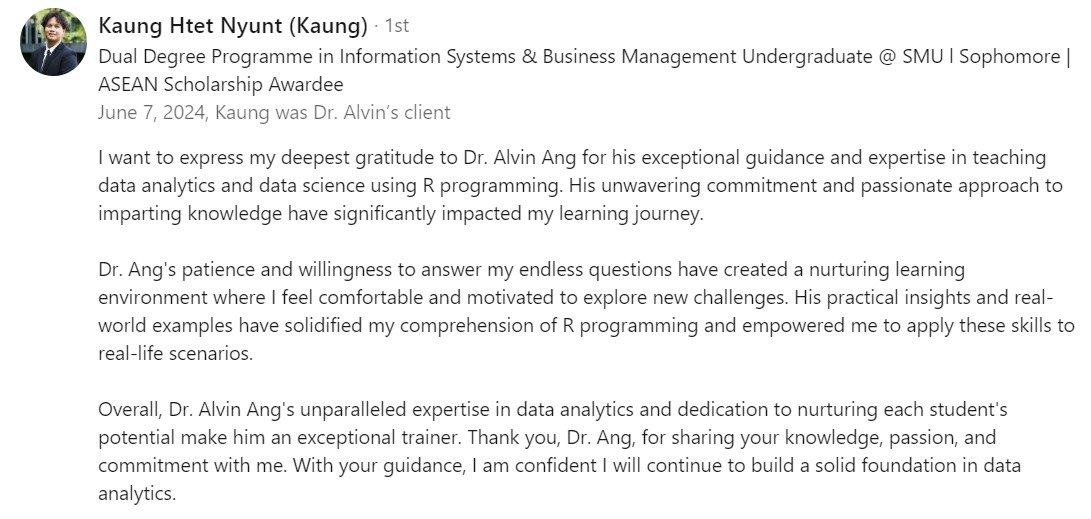 Kaung Htet Nyunt (Kaung) · 1st
Dual Degree Programme in Information Systems & Business Management Undergraduate @ SMU l Sophomore |
ASEAN Scholarship Awardee
June 7, 2024, Kaung was Dr. Alvin’s client
I want to express my deepest gratitude to Dr. Alvin Ang for his exceptional guidance and expertise in teaching
data analytics and data science using R programming. His unwavering commitment and passionate approach to
imparting knowledge have significantly impacted my learning journey.
Dr. Ang's patience and willingness to answer my endless questions have created a nurturing learning
environment where I feel comfortable and motivated to explore new challenges. His practical insights and real-
world examples have solidified my comprehension of R programming and empowered me to apply these skills to
real-life scenarios.
Overall, Dr. Alvin Ang's unparalleled expertise in data analytics and dedication to nurturing each student's
potential make him an exceptional trainer. Thank you, Dr. Ang, for sharing your knowledge, passion, and
commitment with me. With your guidance, I am confident I will continue to build a solid foundation in data
analytics.